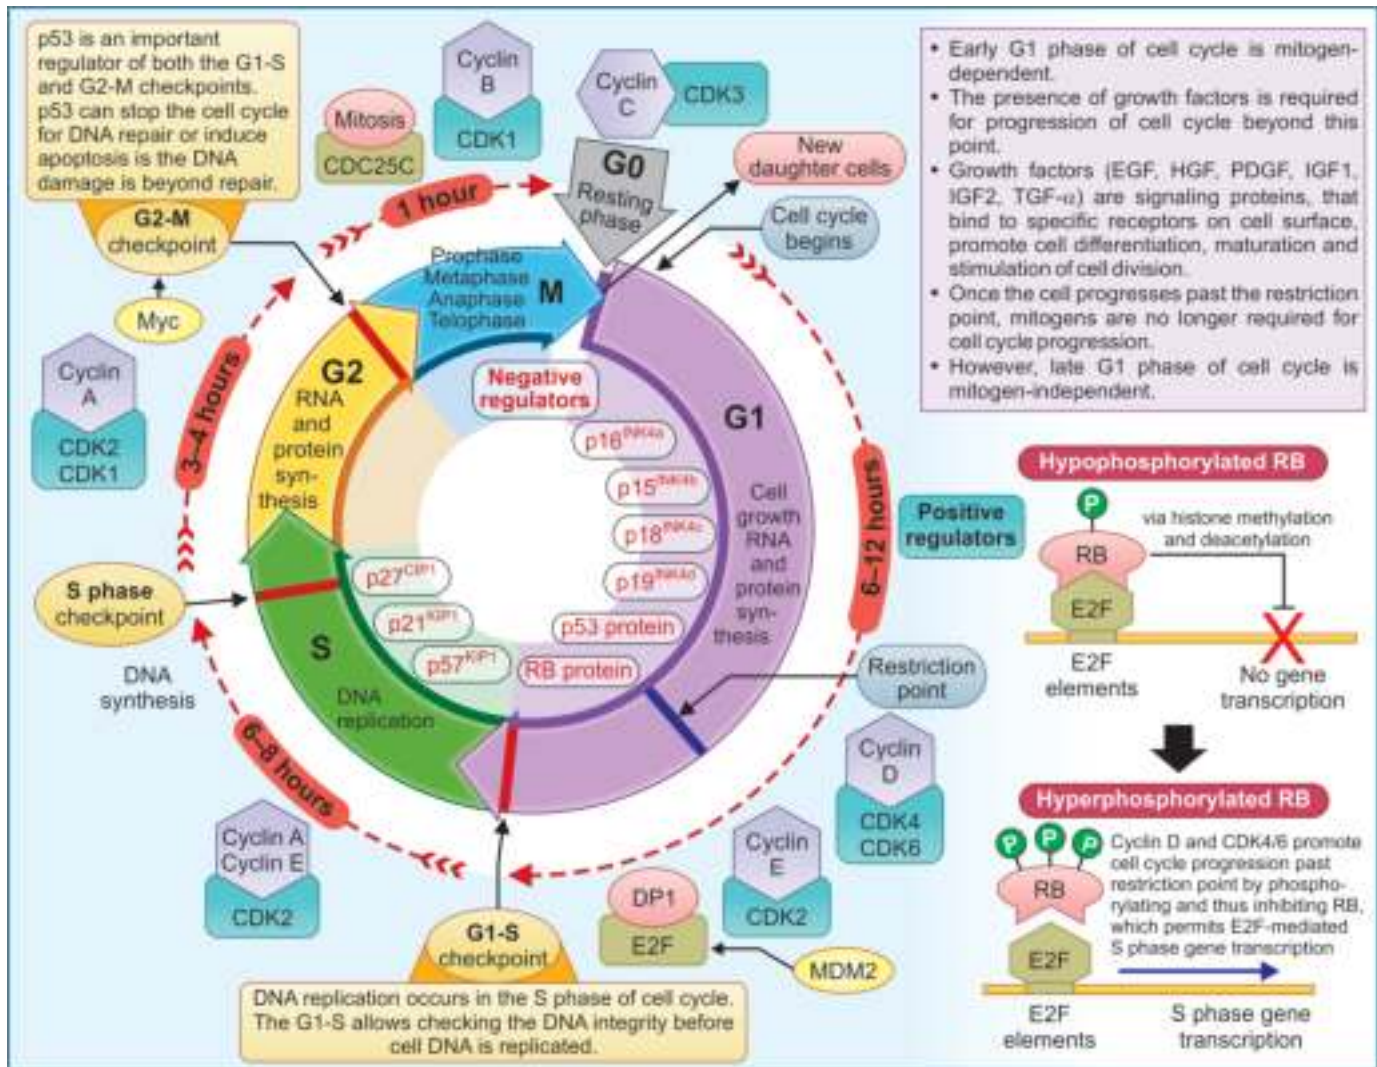 p53 is an important
regulator of both the G1-S
and G2-M checkpoints.
p53 can stop the cell cycle
for DNA repair or induce
apoptosis is the DNA
damage is beyond repair.
G2-M
checkpoint
Myc
Mitosis
CDC25C
Cyclin
B
CDK1
Cyclin
C
CDK3
G0
Resting
phase
New
daughter cells
Cell cycle
begins
1 hour
3–4 hours
6–8 hours
6–12 hours
Cyclin
A
CDK2
CDK1
Prophase
Metaphase
Anaphase
Telophase
M
G2
RNA
and
protein
syn-
thesis
G1
Cell
growth
RNA
and
protein
syn-
thesis
S
DNA
replication
Negative
regulators
p16INK4a
p15INK4b
p18INK4c
p19INK4d
p53 protein
RB protein
p27CIP1
p21KIP1
p57KIP1
S phase
checkpoint
DNA
synthesis
Restriction
point
Positive
regulators
Cyclin
D
CDK4
CDK6
Cyclin A
Cyclin E
CDK2
Cyclin
E
CDK2
DP1
E2F
MDM2
G1-S
checkpoint
DNA replication occurs in the S phase of cell cycle.
The G1-S allows checking the DNA integrity before
cell DNA is replicated.
• Early G1 phase of cell cycle is mitogen-
dependent.
• The presence of growth factors is required
for progression of cell cycle beyond this
point.
• Growth factors (EGF, HGF, PDGF, IGF1,
IGF2, TGF-α) are signaling proteins, that
bind to specific receptors on cell surface,
promote cell differentiation, maturation and
stimulation of cell division.
• Once the cell progresses past the restriction
point, mitogens are no longer required for
cell cycle progression.
• However, late G1 phase of cell cycle is
mitogen-independent.
Hypophosphorylated RB
P
RB
E2F
via histone methylation
and deacetylation
E2F
elements
No gene
transcription
Hyperphosphorylated RB
P P P
RB
E2F
Cyclin D and CDK4/6 promote
cell cycle progression past
restriction point by phospho-
rylating and thus inhibiting RB,
which permits E2F-mediated
S phase gene transcription
E2F
elements
S phase gene
transcription